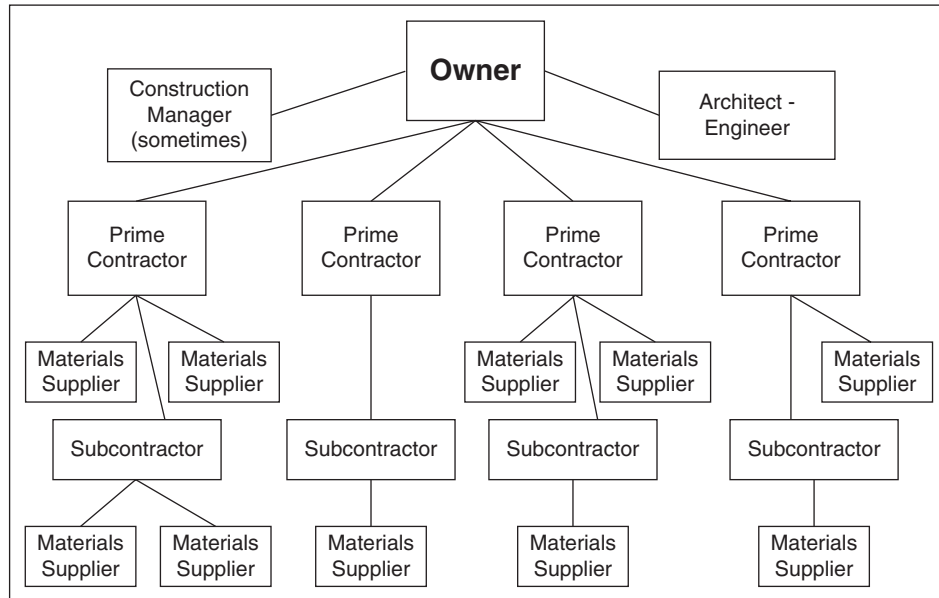 Owner
Construction
Manager
(sometimes)
Architect -
Engineer
Prime
Contractor
Prime
Contractor
Prime
Contractor
Prime
Contractor
Materials
Supplier
Materials
Supplier
Materials
Supplier
Materials
Supplier
Materials
Supplier
Subcontractor
Subcontractor
Subcontractor
Subcontractor
Materials
Supplier
Materials
Supplier
Materials
Supplier
Materials
Supplier
Materials
Supplier